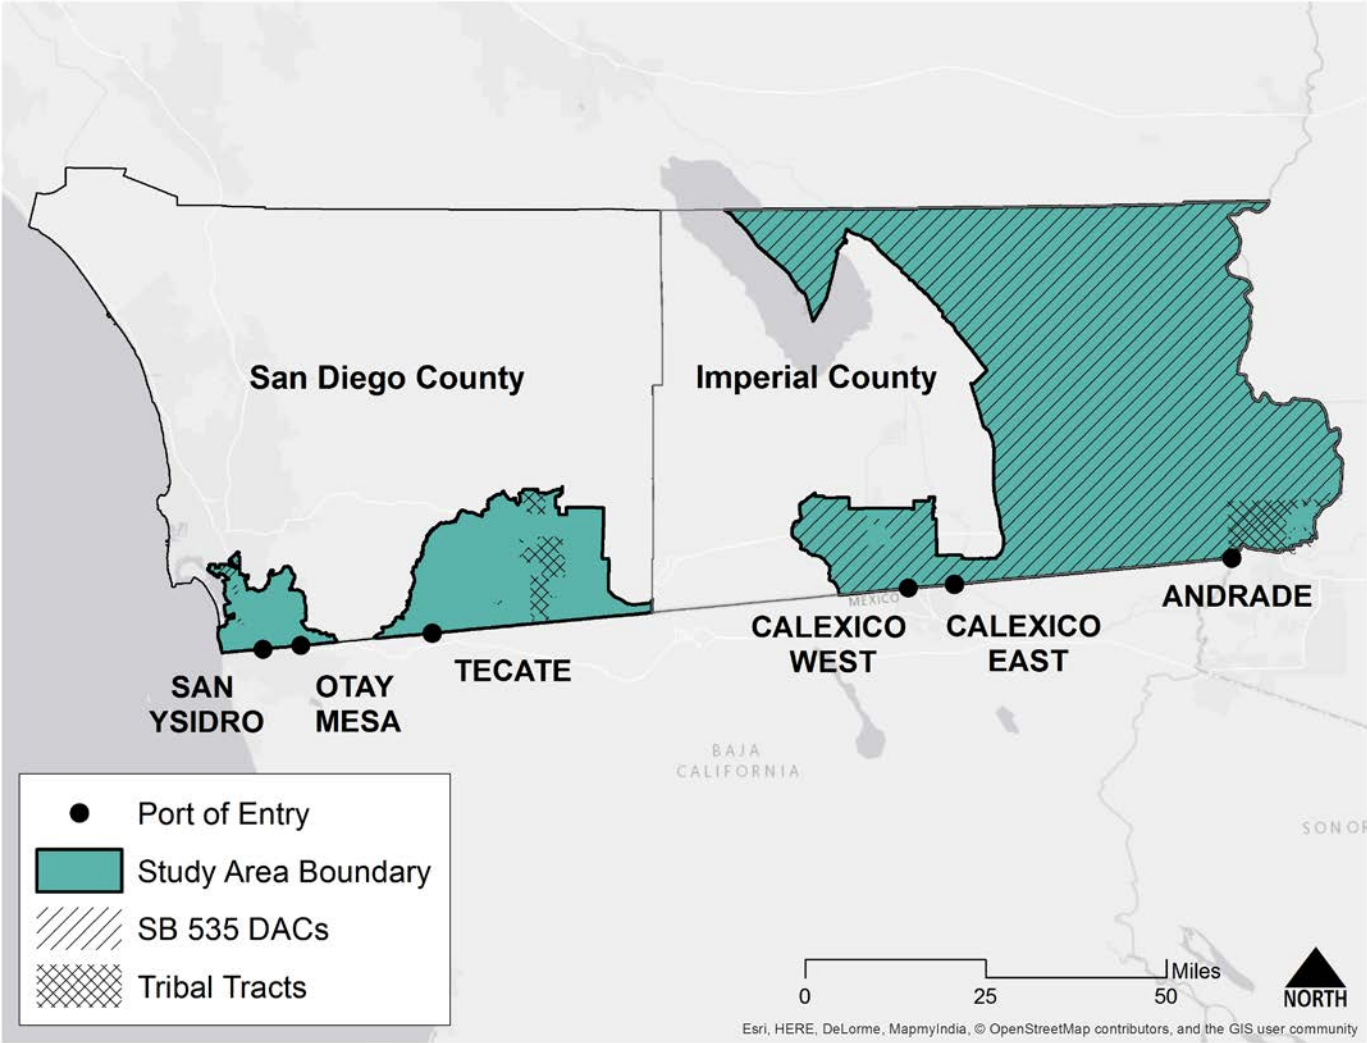 San Diego County
Imperial County
MEXICO
ANDRADE
CALEXICO
WEST
CALEXICO
EAST
TECATE
SAN
YSIDRO
OTAY
MESA
BAJA
CALIFORNIA
SONOR
Port of Entry
Study Area Boundary
SB 535 DACs
Tribal Tracts
Miles
0
25
50
NORTH
Esri, HERE, DeLorme, MapmyIndia, © OpenStreetMap contributors, and the GIS user community